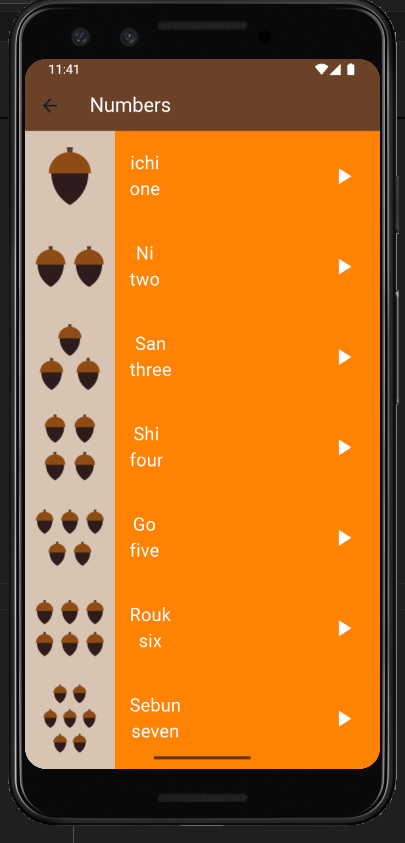 11:41
Numbers
ichi
one
Ni
two
San
three
Shi
four
Go
five
Rouk
six
Sebun
seven